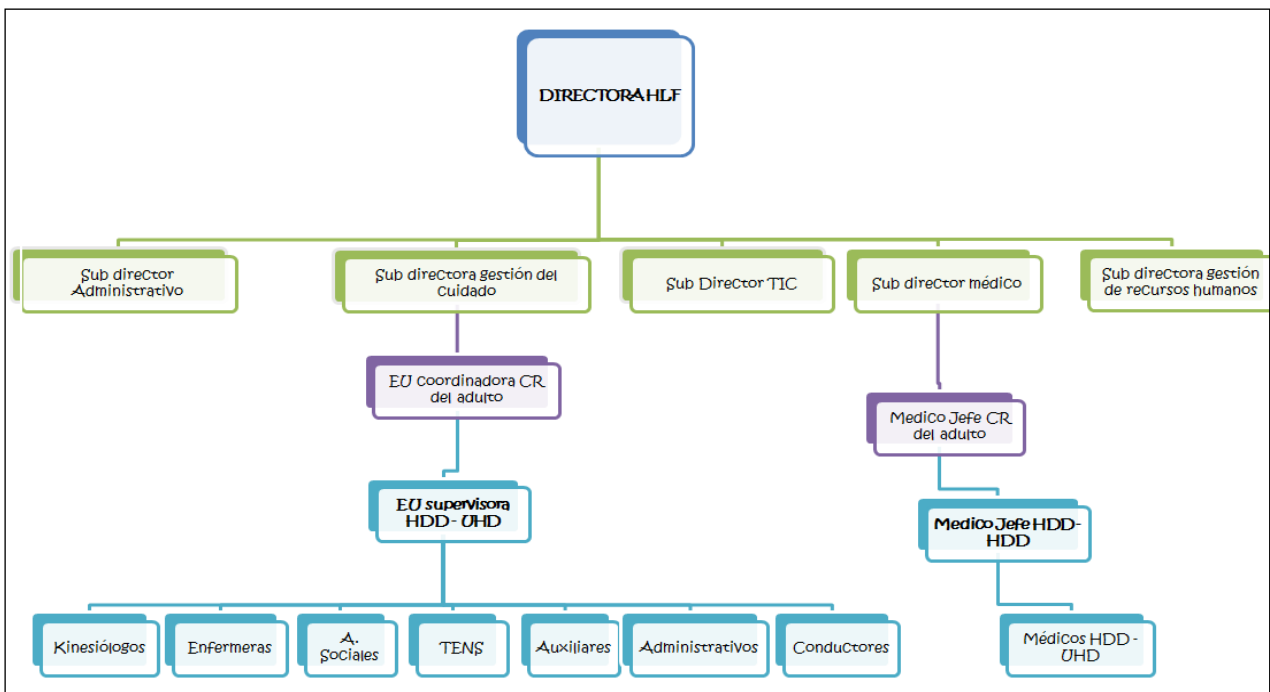 DIRECTORA HLF
Sub director
Administrativo
Sub directora gestión del
cuidado
Sub Director TIC
Sub director médico
Sub directora gestión
de recursos humanos
EU coordinadora CR
del adulto
Medico Jefe CR
del adulto
EU supervisora
HDD- UHD
Medico Jefe HDD-
HDD
Kinesiólogos
Enfermeras
A.
Sociales
TENS
Auxiliares
Administrativos
Conductores
Médicos HDD -
UHD